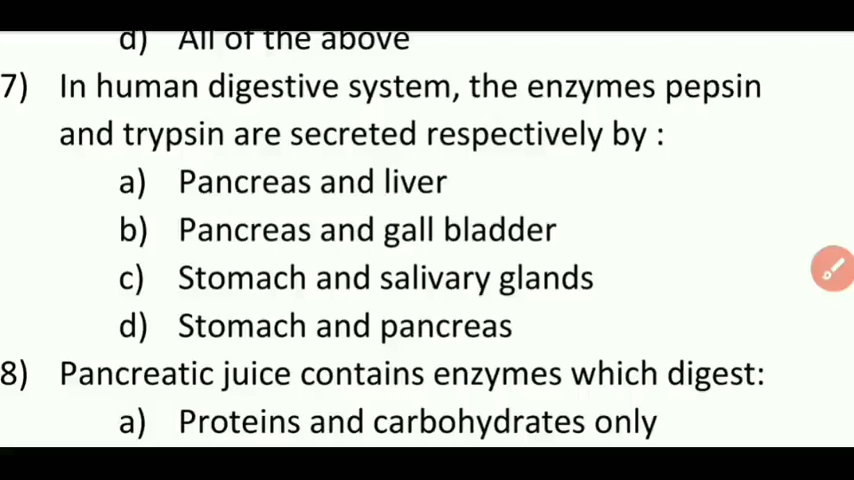 d) All of the above
7) In human digestive system, the enzymes pepsin
and trypsin are secreted respectively by :
a) Pancreas and liver
b) Pancreas and gall bladder
c) Stomach and salivary glands
d) Stomach and pancreas
8) Pancreatic juice contains enzymes which digest:
a) Proteins and carbohydrates only